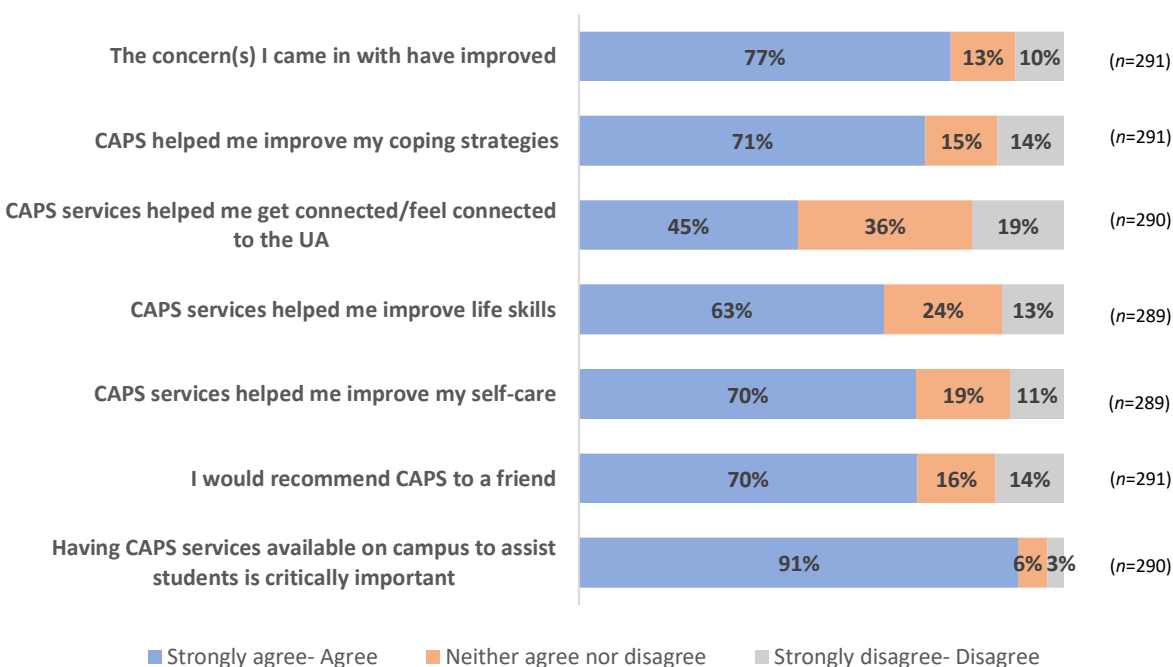 The concern(s) I came in with have improved
77% 13% 10% (n=291)
CAPS helped me improve my coping strategies
71% 15% 14% (n=291)
CAPS services helped me get connected/feel connected
to the UA
45% 36% 19% (n=290)
CAPS services helped me improve life skills
63% 24% 13% (n=289)
CAPS services helped me improve my self-care
70% 19% 11% (n=289)
I would recommend CAPS to a friend
70% 16% 14% (n=291)
Having CAPS services available on campus to assist
students is critically important
91% 6% 3% (n=290)
Strongly agree- Agree Neither agree nor disagree Strongly disagree- Disagree